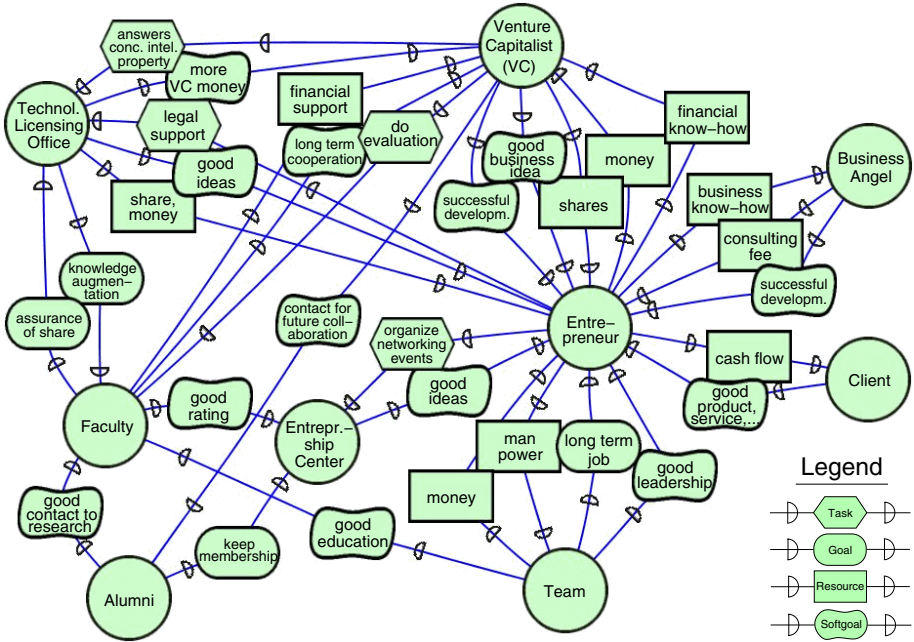 answers
conc. intel.
property
Venture
Capitalist
(VC)
more
VC money
financial
support
Technol.
Licensing
Office
legal
support
do
evaluation
long term
cooperation
good
ideas
share,
money
good
business
idea
successful
developm.
shares
money
financial
know–how
Business
Angel
business
know–how
consulting
fee
successful
developm.
knowledge
augmen–
tation
assurance
of share
contact for
future coll–
aboration
organize
networking
events
good
ideas
Entre–
preneur
cash flow
good
product,
service,...
Client
Faculty
good
rating
Entrepr.–
ship
Center
man
power
long term
job
good
leadership
money
good
contact to
research
keep
membership
good
education
Alumni
Team
Legend
Task
Goal
Resource
Softgoal